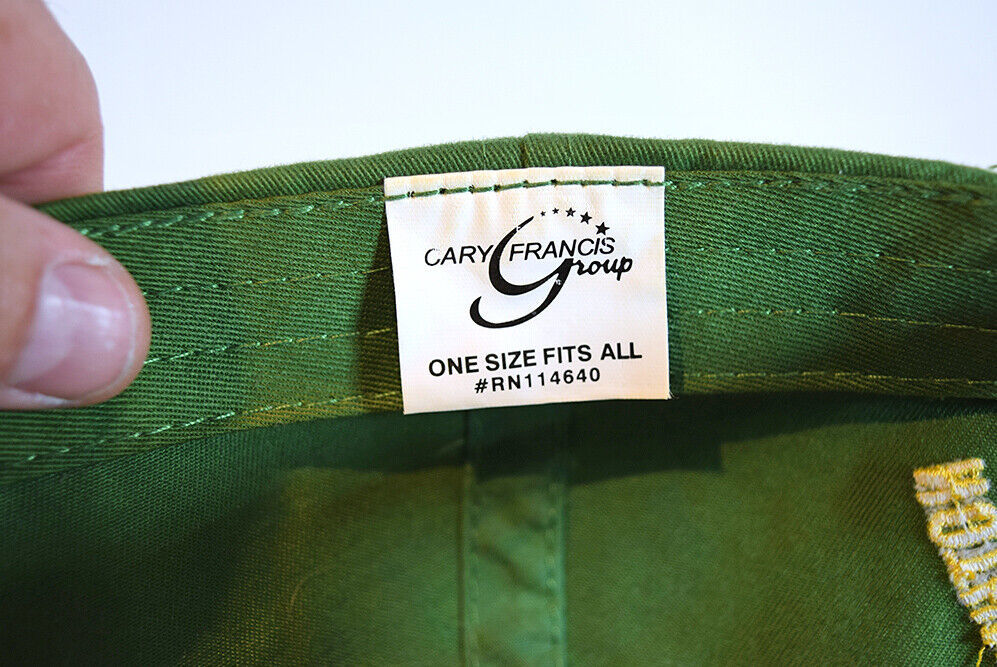 CARY FRANCIS
Group
ONE SIZE FITS ALL
#RN114640